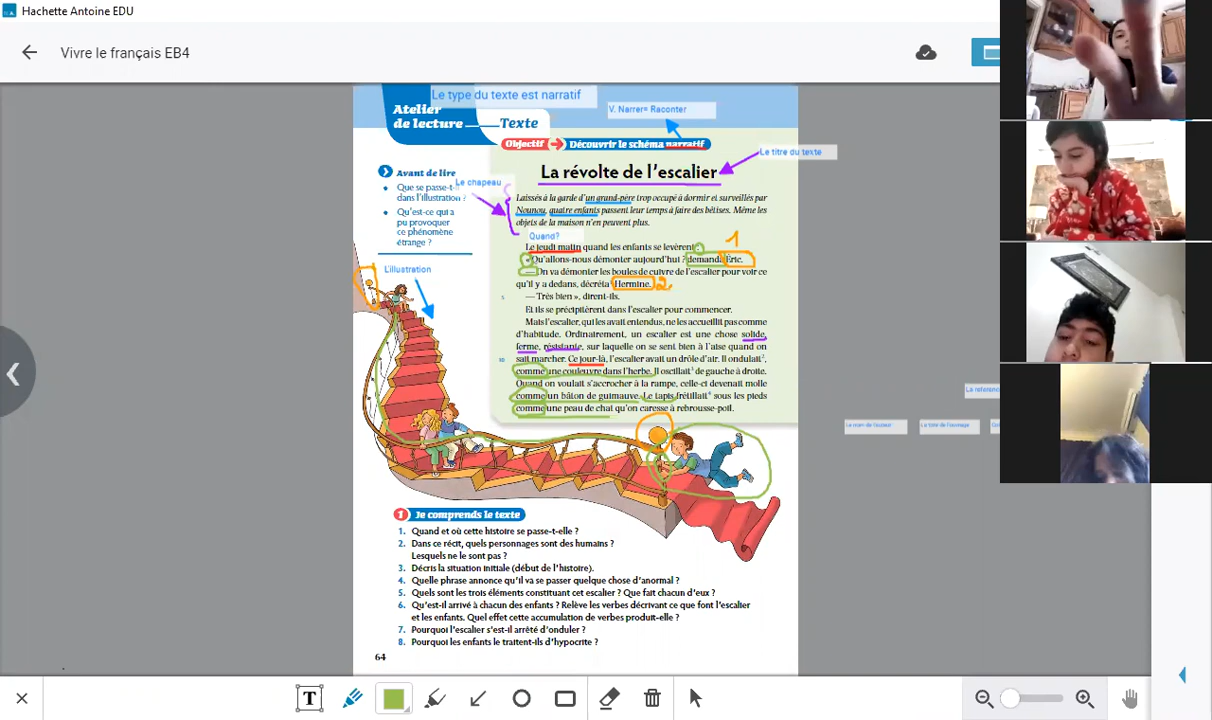 Hachette Antoine EDU
Vivre le français EB4
Le type du texte est narratif
Atelier
de lecture
Texte
V. Narrer= Raconter
Objectif
Découvrir le schéma narratif
Le titre du texte
La révolte de l'escalier
Avant de lire
Que se passe-t-il
dans l'illustration ?
Qu'est-ce qui a
pu provoquer
ce phénomène
étrange ?
Le chapeau
Laissés à la garde d'un grand-père trop occupé à dormir et surveillés par
Nounou, quatre enfants passent leur temps à faire des bêtises. Même les
objets de la maison n'en peuvent plus.
Quand?
1
Le jeudi matin quand les enfants se levèrent :
« Qu'allons-nous démonter aujourd'hui ? demanda Éric.
— On va démonter les boules de cuivre de l'escalier pour voir ce
qu'il y a dedans, décréta Hermine. 2
5 — Très bien », dirent-ils.
Et ils se précipitèrent dans l'escalier pour commencer.
Mais l'escalier, qui les avait entendus, ne les accueillit pas comme
d'habitude. Ordinairement, un escalier est une chose solide,
ferme, résistante, sur laquelle on se sent bien à l'aise quand on
10 sait marcher. Ce jour-là, l'escalier avait un drôle d'air. Il ondulait²,
comme une couleuvre dans l'herbe. Il oscillait³ de gauche à droite.
Quand on voulait s'accrocher à la rampe, celle-ci devenait molle
comme un bâton de guimauve. Le tapis frétillait⁴ sous les pieds
comme une peau de chat qu'on caresse à rebrousse-poil.
L'illustration
Le nom de l'auteur
Le titre de l'ouvrage
1 Je comprends le texte
1. Quand et où cette histoire se passe-t-elle ?
2. Dans ce récit, quels personnages sont des humains ?
Lesquels ne le sont pas ?
3. Décris la situation initiale (début de l'histoire).
4. Quelle phrase annonce qu'il va se passer quelque chose d'anormal ?
5. Quels sont les trois éléments constituant cet escalier ? Que fait chacun d'eux ?
6. Qu'est-il arrivé à chacun des enfants ? Relève les verbes décrivant ce que font l'escalier
et les enfants. Quel effet cette accumulation de verbes produit-elle ?
7. Pourquoi l'escalier s'est-il arrêté d'onduler ?
8. Pourquoi les enfants le traitent-ils d'hypocrite ?
64
T